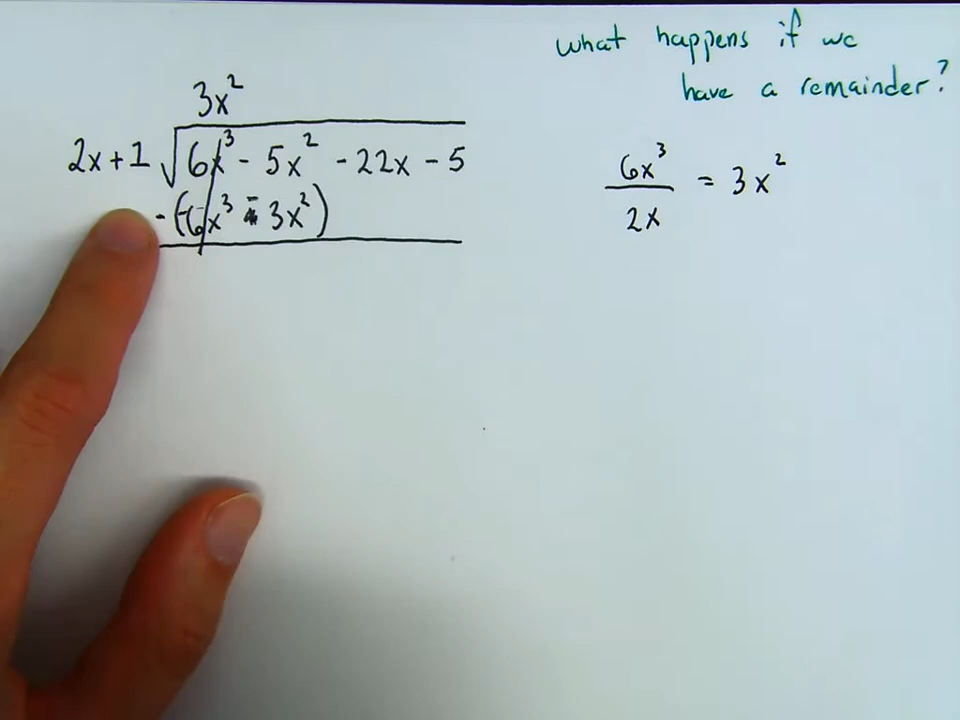 What happens if we
have a remainder?
3x²
2x+1 √6x³ - 5x² - 22x - 5
-(-6x³ - 3x²)
6x³
—— = 3x²
2x